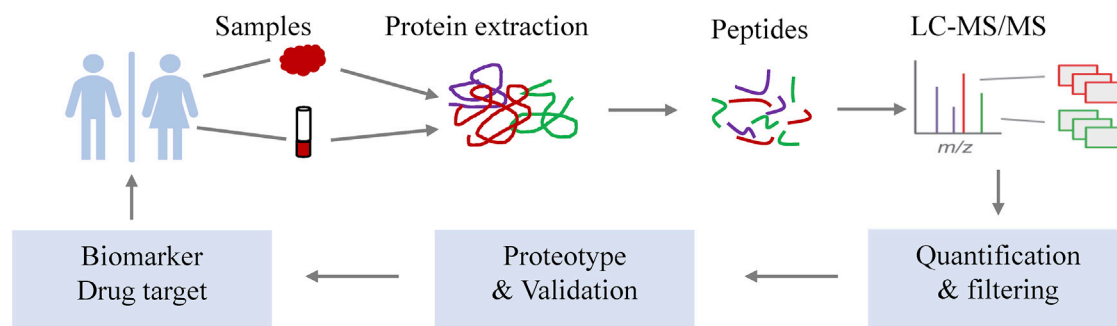 Samples
Protein extraction
Peptides
LC-MS/MS
m/z
Biomarker
Drug target
Proteotype
& Validation
Quantification
& filtering